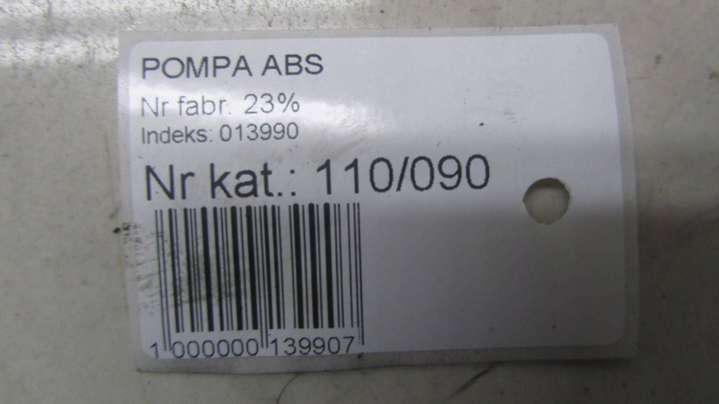 POMPA ABS
Nr fabr. 23%
Indeks: 013990
Nr kat.: 110/090
1 000000 139907